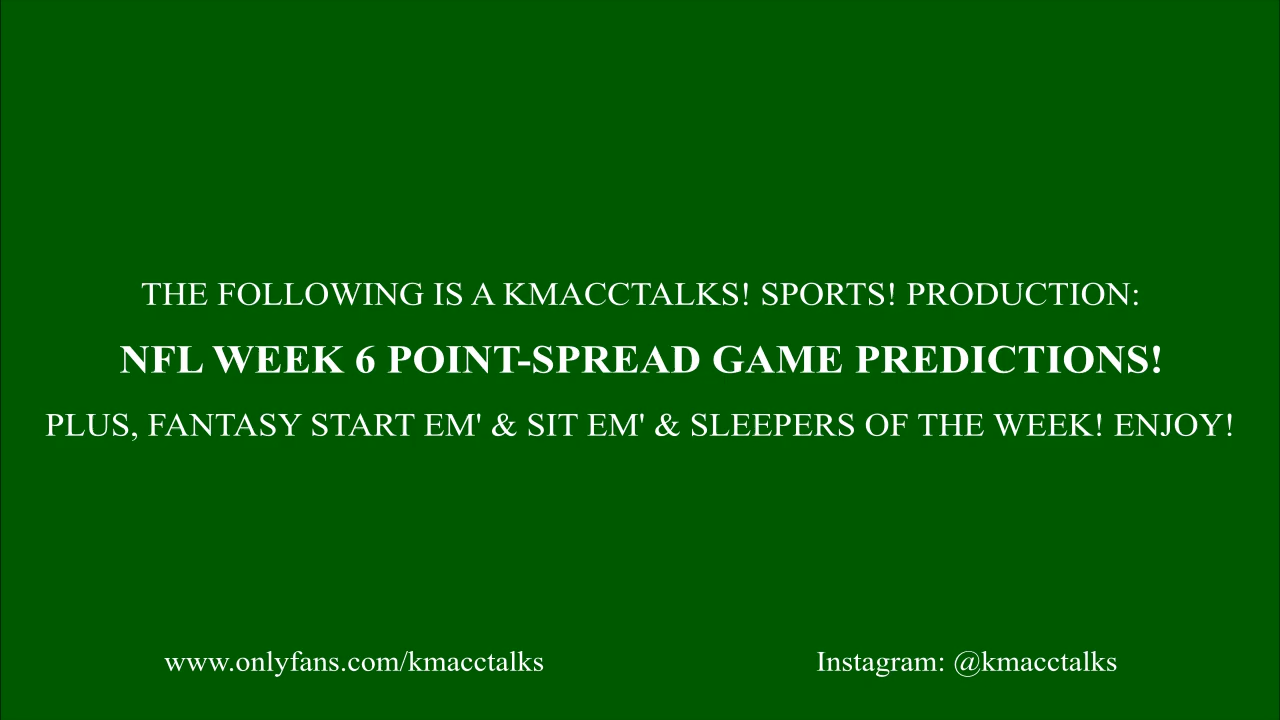 THE FOLLOWING IS A KMACCTALKS! SPORTS! PRODUCTION:
NFL WEEK 6 POINT-SPREAD GAME PREDICTIONS!
PLUS, FANTASY START EM' & SIT EM' & SLEEPERS OF THE WEEK! ENJOY!
www.onlyfans.com/kmacctalks
Instagram: @kmacctalks